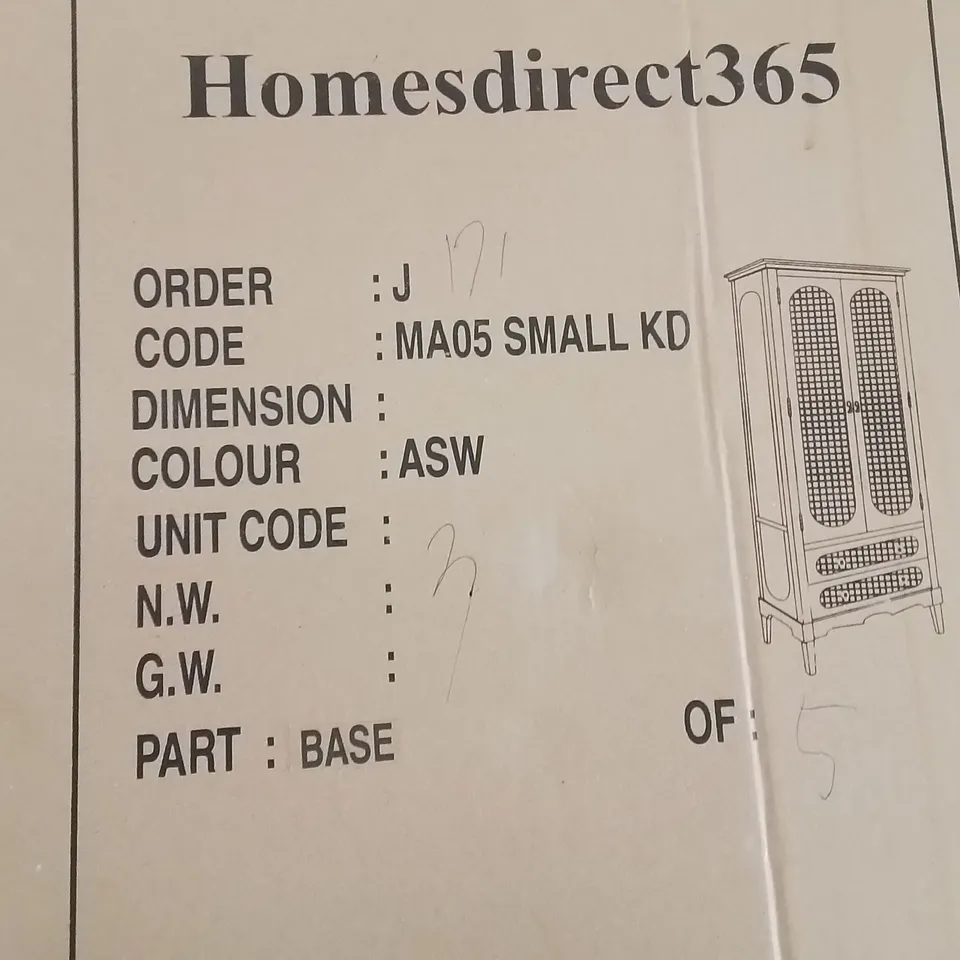 Homesdirect365
ORDER : J 171
CODE : MA05 SMALL KD
DIMENSION :
COLOUR : ASW
UNIT CODE :
N.W. :
G.W. :
PART : BASE OF : 5